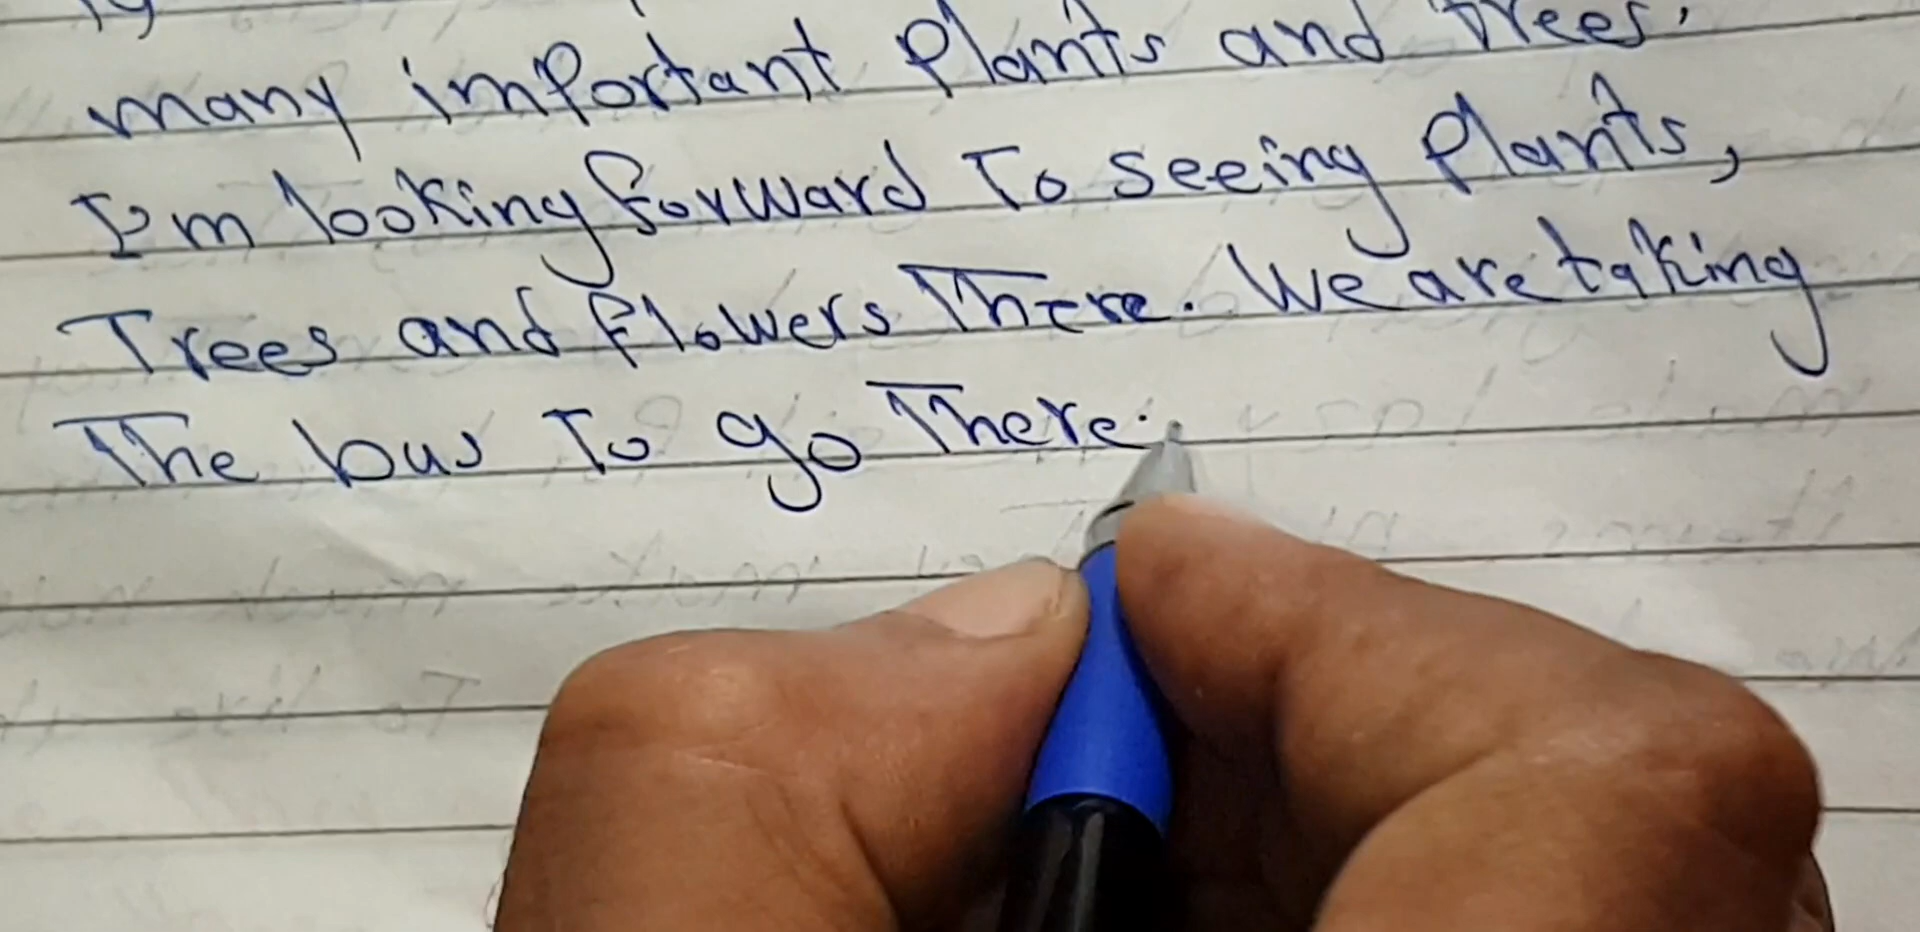 many important Plants and trees.
I'm looking forward To seeing Plants,
Trees and flowers There. We are taking
The bus To go There.